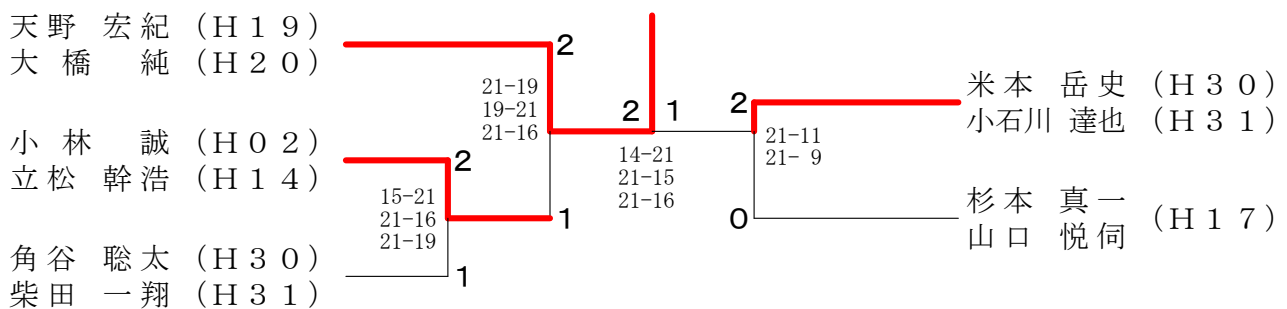 天野 宏紀 (H19)
大橋 純 (H20)
小林 誠 (H02)
立松 幹浩 (H14)
角谷 聡太 (H30)
柴田 一翔 (H31)
2
15-21
21-16
21-19
1
2
21-19
19-21
21-16
1
2 1
14-21
21-15
21-16
2
21-11
21- 9
0
米本 岳史 (H30)
小石川 達也 (H31)
杉本 真一
山口 悦伺
(H17)